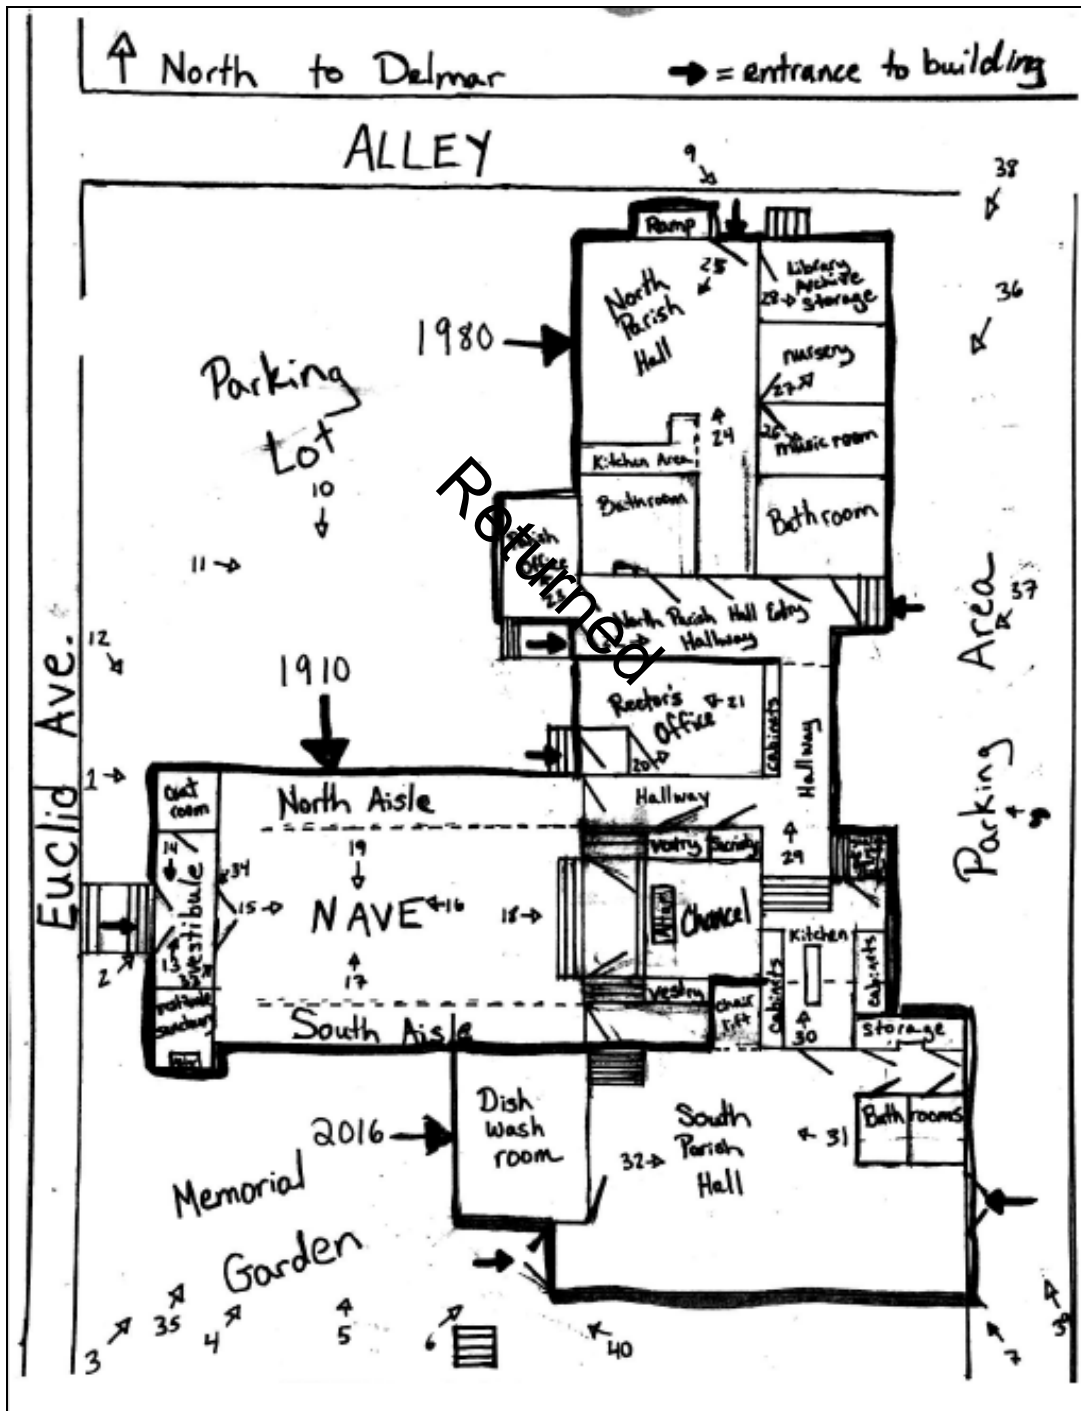 North to Delmar
= entrance to building
ALLEY
9
38
Ramp
25
North
Parish
Hall
Library
Archive
Storage
28
36
1980
nursery
27
Parking
Lot
24
26
music room
Kitchen Area
10
Bathroom
Bathroom
Returned
Parish
Office
23
11
North Parish Hall Entry
Hallway
37
Parking Area
12
1910
Rector's
Office
21
20
cabinets
Hallway
Euclid Ave.
1
coat
room
North Aisle
Hallway
14
19
vestry
Sacristy
29
8
34
vestibule
15
NAVE
16
18
Altar
Chancel
Kitchen
2
13
33
17
vestry
chair
lift
cabinets
cabinets
30
South Aisle
storage
Dish
wash
room
South
Parish
Hall
31
Bathrooms
2016
32
Memorial
Garden
3
35
4
5
6
40
7
39